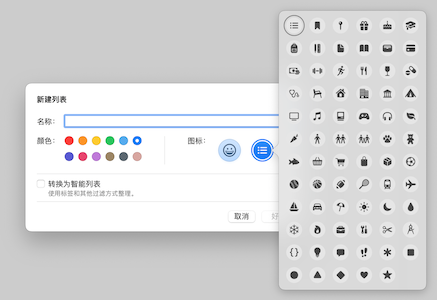 新建列表
名称：
颜色：
图标：
转换为智能列表
使用标签和其他过滤方式整理。
取消
好